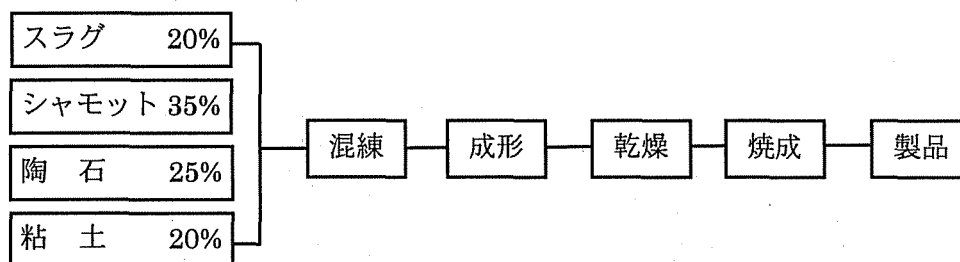 スラグ 20%
シャモット 35%
陶 石 25%
粘 土 20%
混練
成形
乾燥
焼成
製品